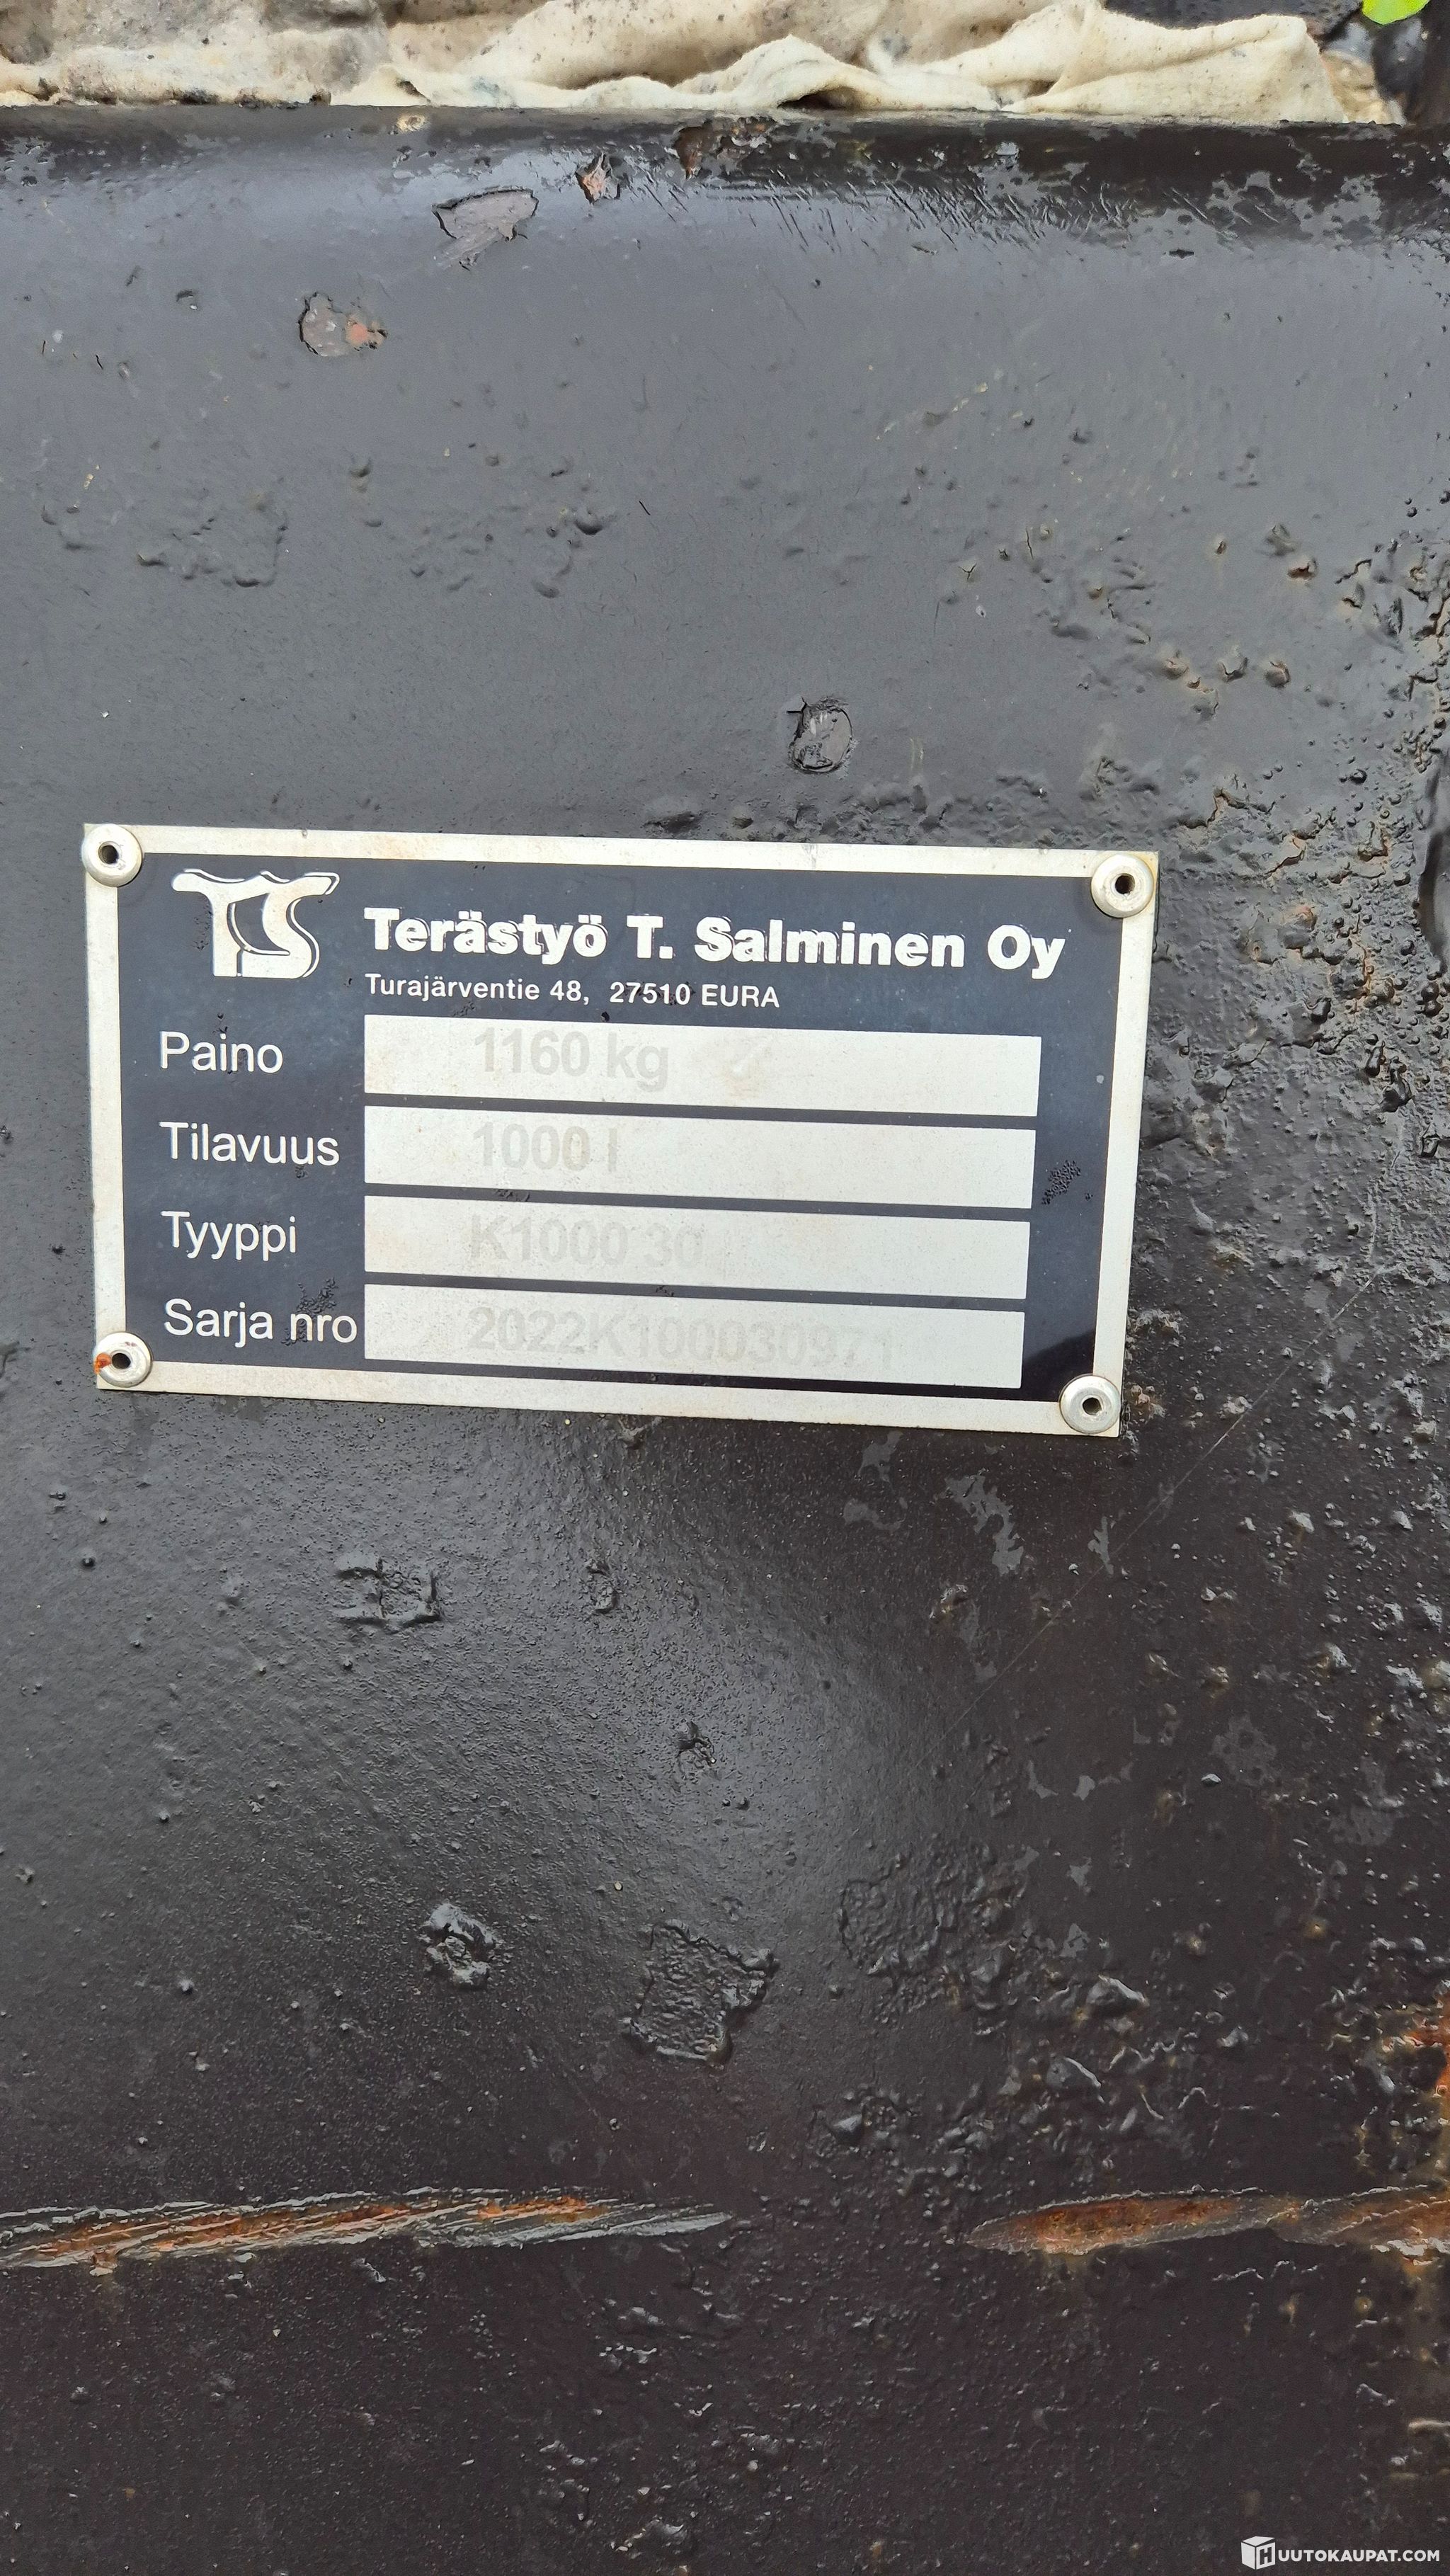 TS
Terästyö T. Salminen Oy
Turajärventie 48, 27510 EURA
Paino 1160 kg
Tilavuus 1000 l
Tyyppi K1000 30
Sarja nro 2022K100030371
HUUTOKAUPAT.COM